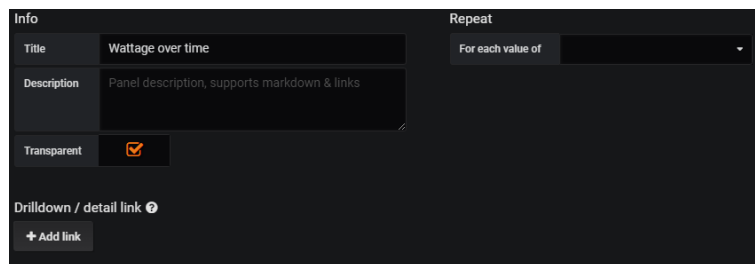 Info
Title
Wattage over time
Description
Panel description, supports markdown & links
Transparent
Drilldown / detail link
+ Add link
Repeat
For each value of